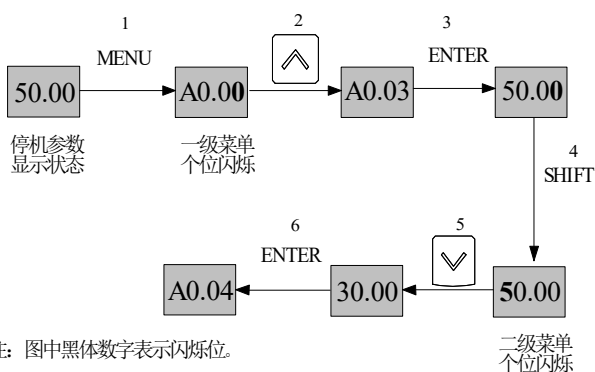 1
2
3
MENU
ENTER
50.00
A0.00
A0.03
50.00
停机参数
显示状态
一级菜单
个位闪烁
4
SHIFT
6
5
ENTER
A0.04
30.00
50.00
注：图中黑体数字表示闪烁位。
二级菜单
个位闪烁